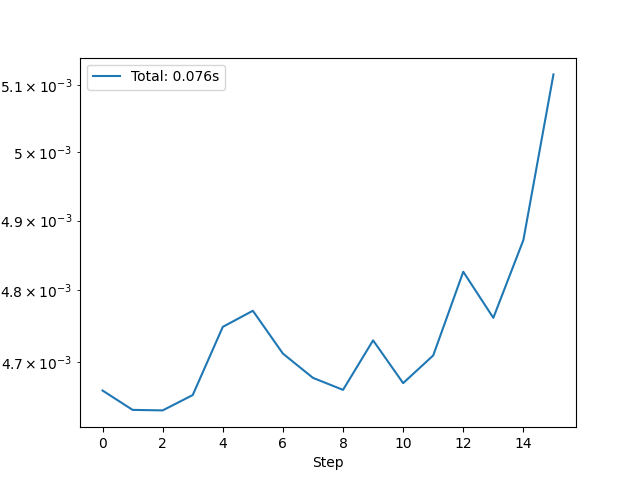 Total: 0.076s
5.1 × 10⁻³
5 × 10⁻³
4.9 × 10⁻³
4.8 × 10⁻³
4.7 × 10⁻³
0 2 4 6 8 10 12 14
Step